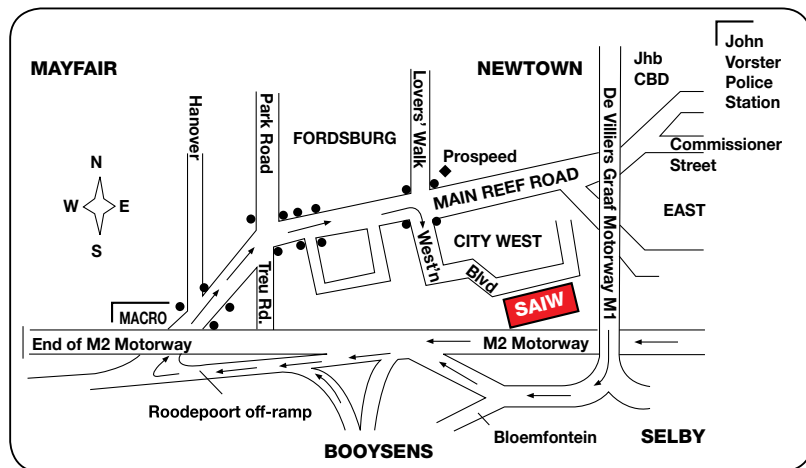 MAYFAIR
NEWTOWN
Jhb
CBD
John
Vorster
Police
Station
Hanover
Park Road
FORDSBURG
Lovers' Walk
Prospeed
De Villiers Graaf Motorway M1
Commissioner
Street
N
W E
S
MAIN REEF ROAD
EAST
CITY WEST
West'n
Blvd
Treu Rd.
SAIW
MACRO
End of M2 Motorway
M2 Motorway
Roodepoort off-ramp
BOOYSENS
Bloemfontein
SELBY